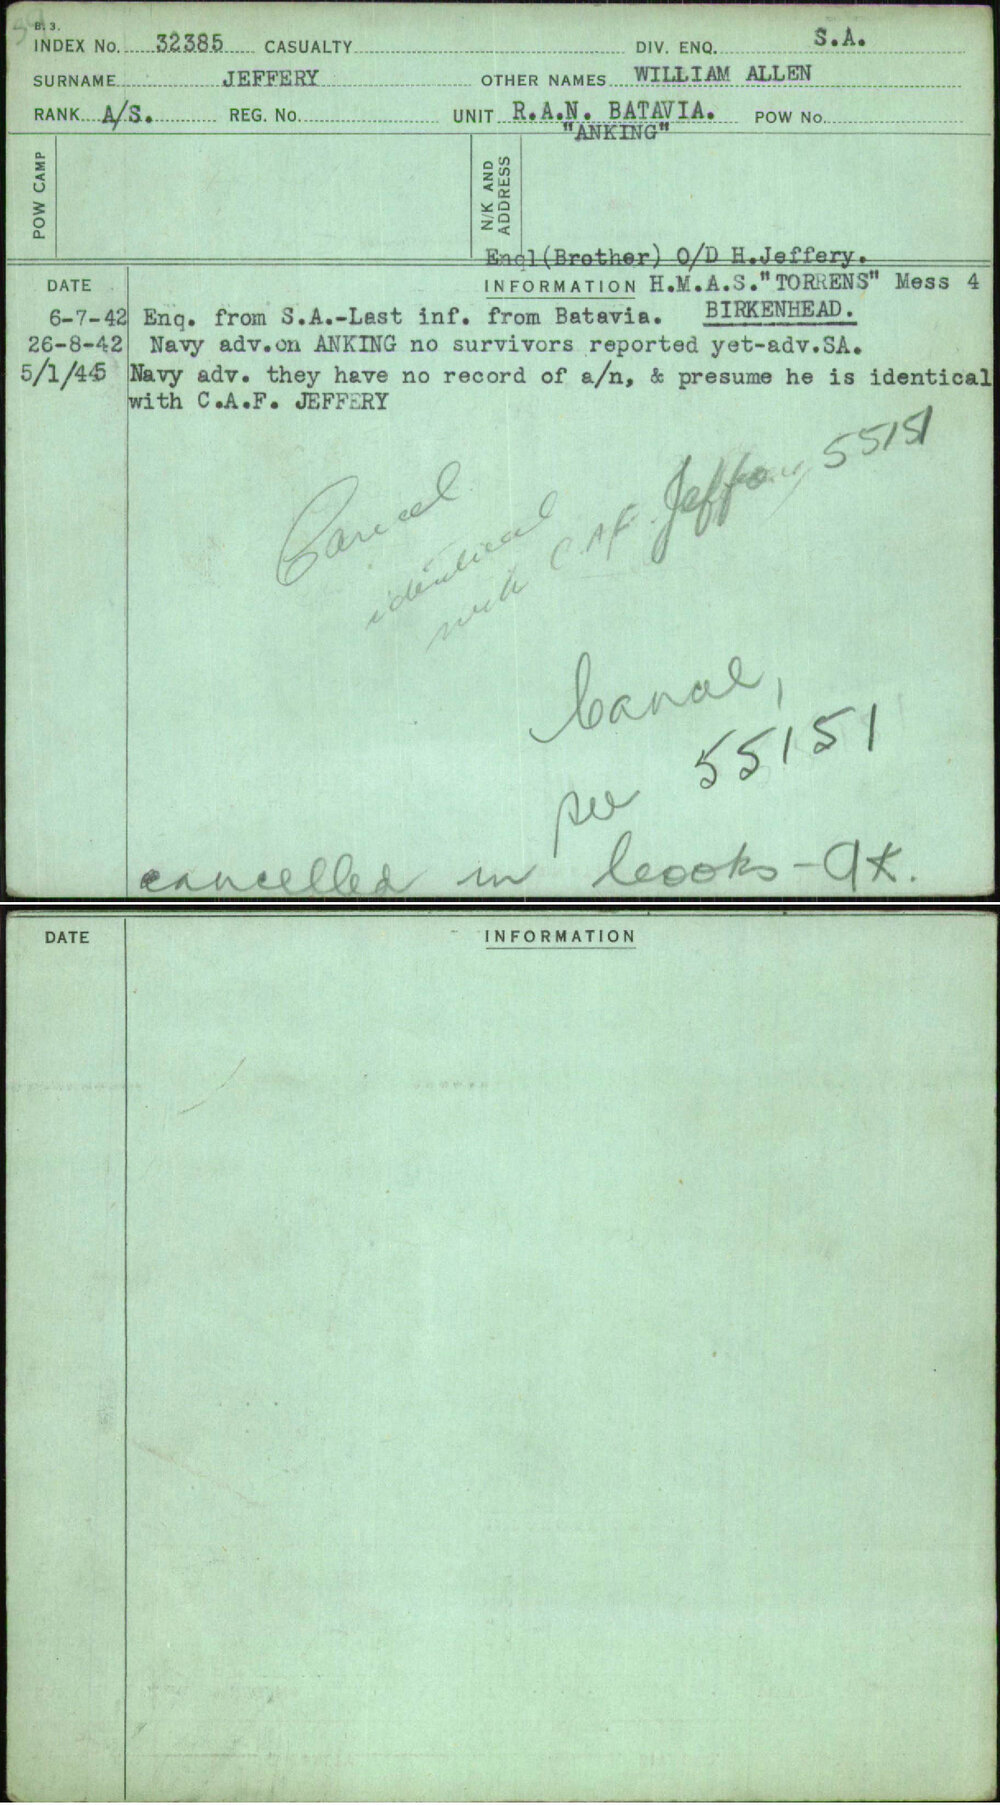 B.3.
INDEX No. 32385 CASUALTY DIV. ENQ. S.A.
SURNAME JEFFERY OTHER NAMES WILLIAM ALLEN
RANK A/S. REG. No. UNIT R.A.N. BATAVIA. POW No.
"ANKING"
POW CAMP
N/K AND ADDRESS
Enql(Brother) O/D H.Jeffery.
DATE INFORMATION H.M.A.S."TORRENS" Mess 4
BIRKENHEAD.
6-7-42 Enq. from S.A.-Last inf. from Batavia.
26-8-42 Navy adv.on ANKING no survivors reported yet-adv.SA.
5/1/45 Navy adv. they have no record of a/n, & presume he is identical
with C.A.F. JEFFERY
Cancel
identical
with C.A.F. Jeffery 55151
Cancel,
see 55151
cancelled in books -
DATE INFORMATION